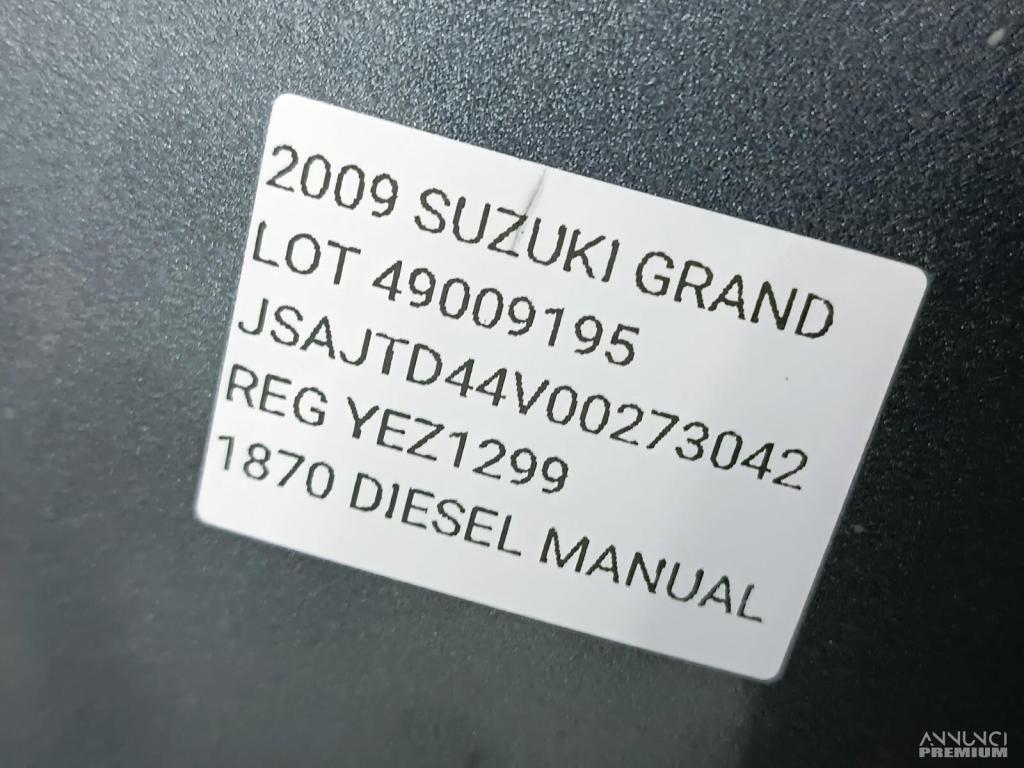 2009 SUZUKI GRAND
LOT 49009195
JSAJTD44V00273042
REG YEZ1299
1870 DIESEL MANUAL
ANNUNCI
PREMIUM